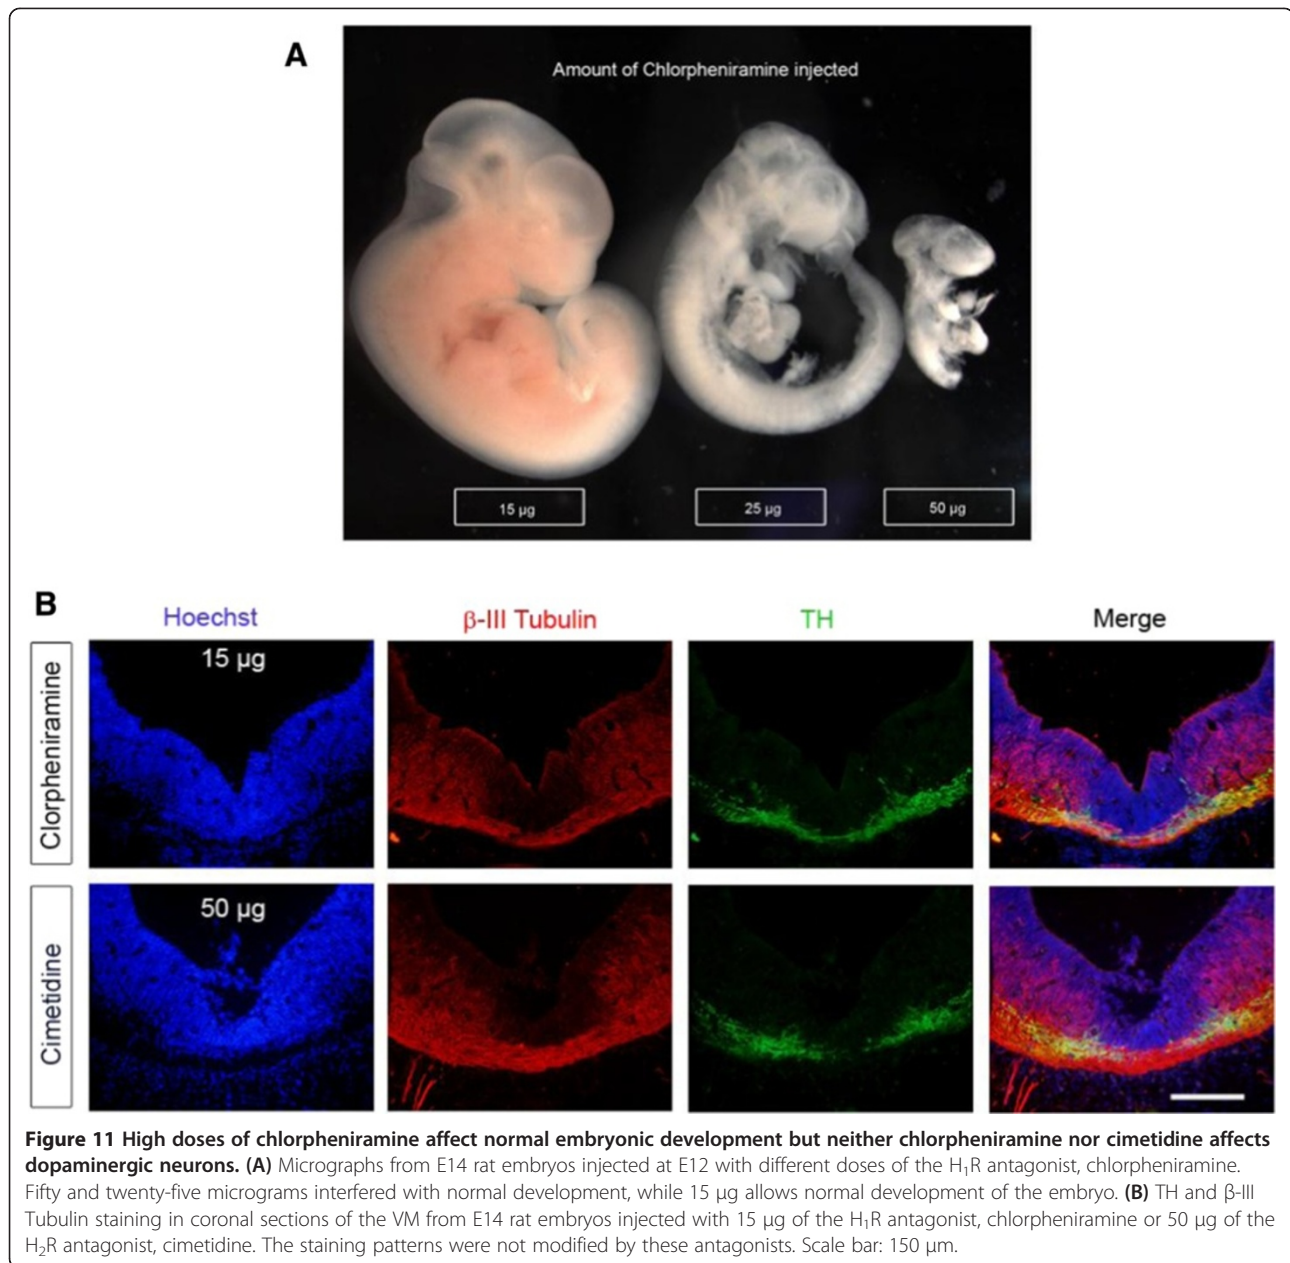 A
Amount of Chlorpheniramine injected
15 µg
25 µg
50 µg
B
Hoechst
β-III Tubulin
TH
Merge
Clorpheniramine
15 µg
Cimetidine
50 µg
Figure 11 High doses of chlorpheniramine affect normal embryonic development but neither chlorpheniramine nor cimetidine affects
dopaminergic neurons. (A) Micrographs from E14 rat embryos injected at E12 with different doses of the H₁R antagonist, chlorpheniramine.
Fifty and twenty-five micrograms interfered with normal development, while 15 µg allows normal development of the embryo. (B) TH and β-III
Tubulin staining in coronal sections of the VM from E14 rat embryos injected with 15 µg of the H₁R antagonist, chlorpheniramine or 50 µg of the
H₂R antagonist, cimetidine. The staining patterns were not modified by these antagonists. Scale bar: 150 µm.